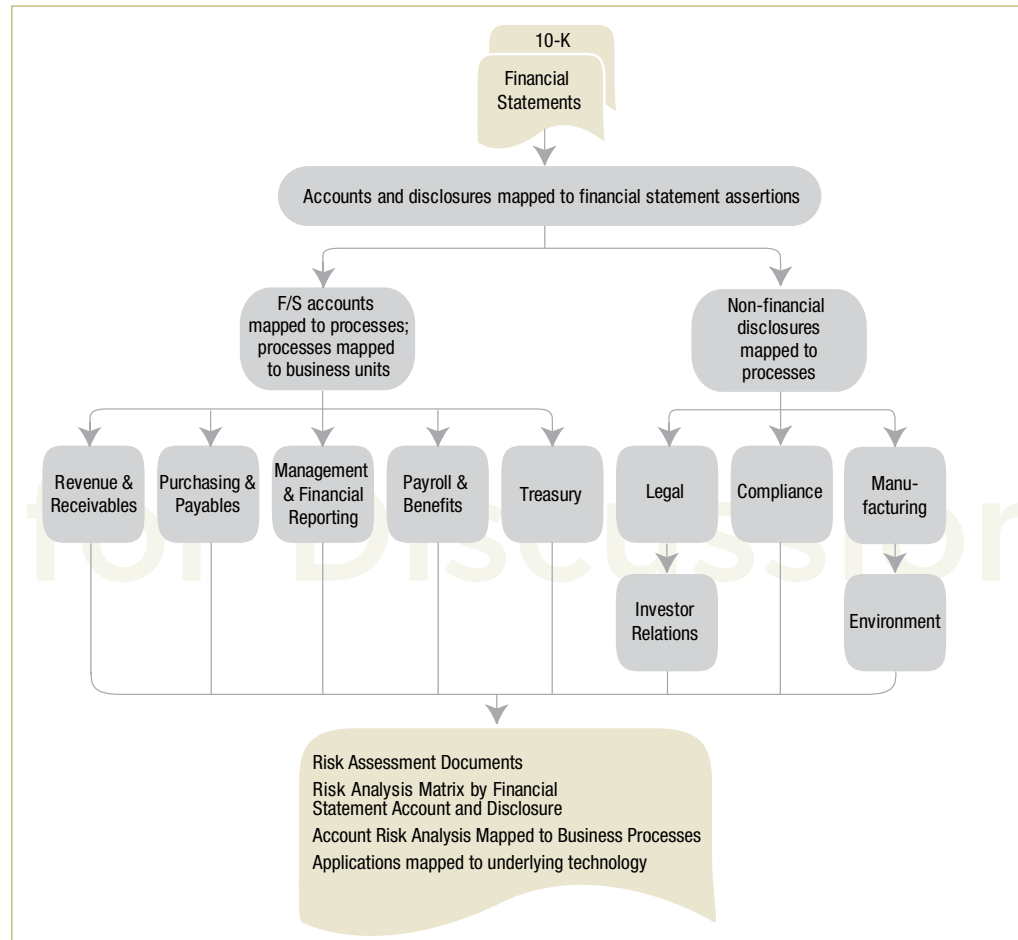 10-K
Financial
Statements
Accounts and disclosures mapped to financial statement assertions
F/S accounts
mapped to processes;
processes mapped
to business units
Non-financial
disclosures
mapped to
processes
Revenue &
Receivables
Purchasing &
Payables
Management
& Financial
Reporting
Payroll &
Benefits
Treasury
Legal
Compliance
Manu-
facturing
for Discussion
Investor
Relations
Environment
Risk Assessment Documents
Risk Analysis Matrix by Financial
Statement Account and Disclosure
Account Risk Analysis Mapped to Business Processes
Applications mapped to underlying technology